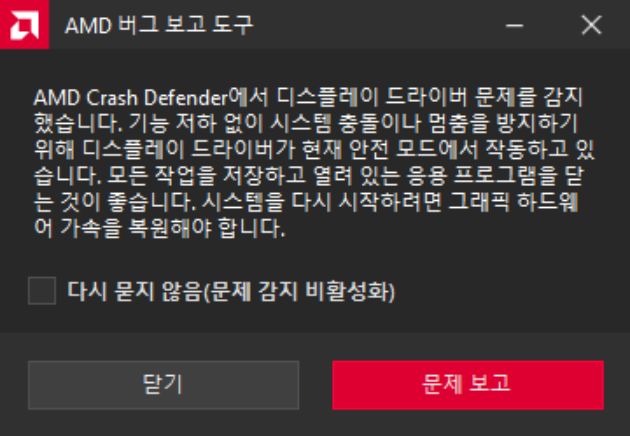 AMD 버그 보고 도구
AMD Crash Defender에서 디스플레이 드라이버 문제를 감지
했습니다. 기능 저하 없이 시스템 충돌이나 멈춤을 방지하기
위해 디스플레이 드라이버가 현재 안전 모드에서 작동하고 있
습니다. 모든 작업을 저장하고 열려 있는 응용 프로그램을 닫
는 것이 좋습니다. 시스템을 다시 시작하려면 그래픽 하드웨
어 가속을 복원해야 합니다.
다시 묻지 않음(문제 감지 비활성화)
닫기
문제 보고